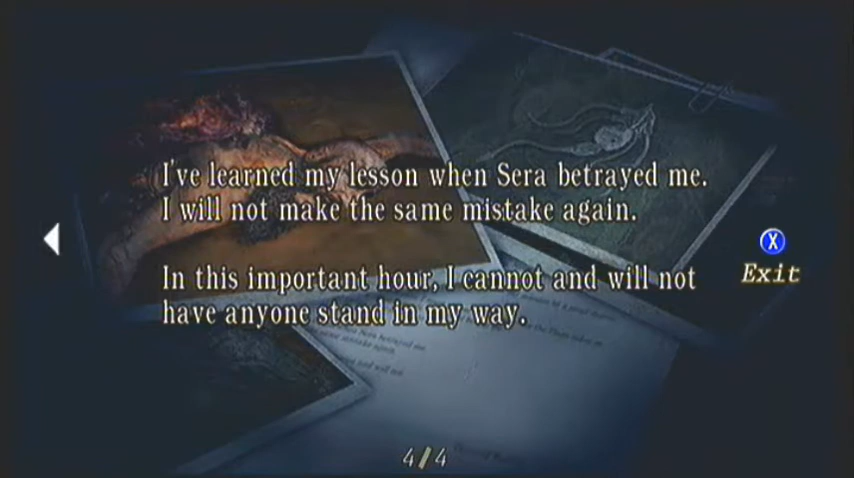 I've learned my lesson when Sera betrayed me.
I will not make the same mistake again.
In this important hour, I cannot and will not
have anyone stand in my way.
X
Exit
4/4